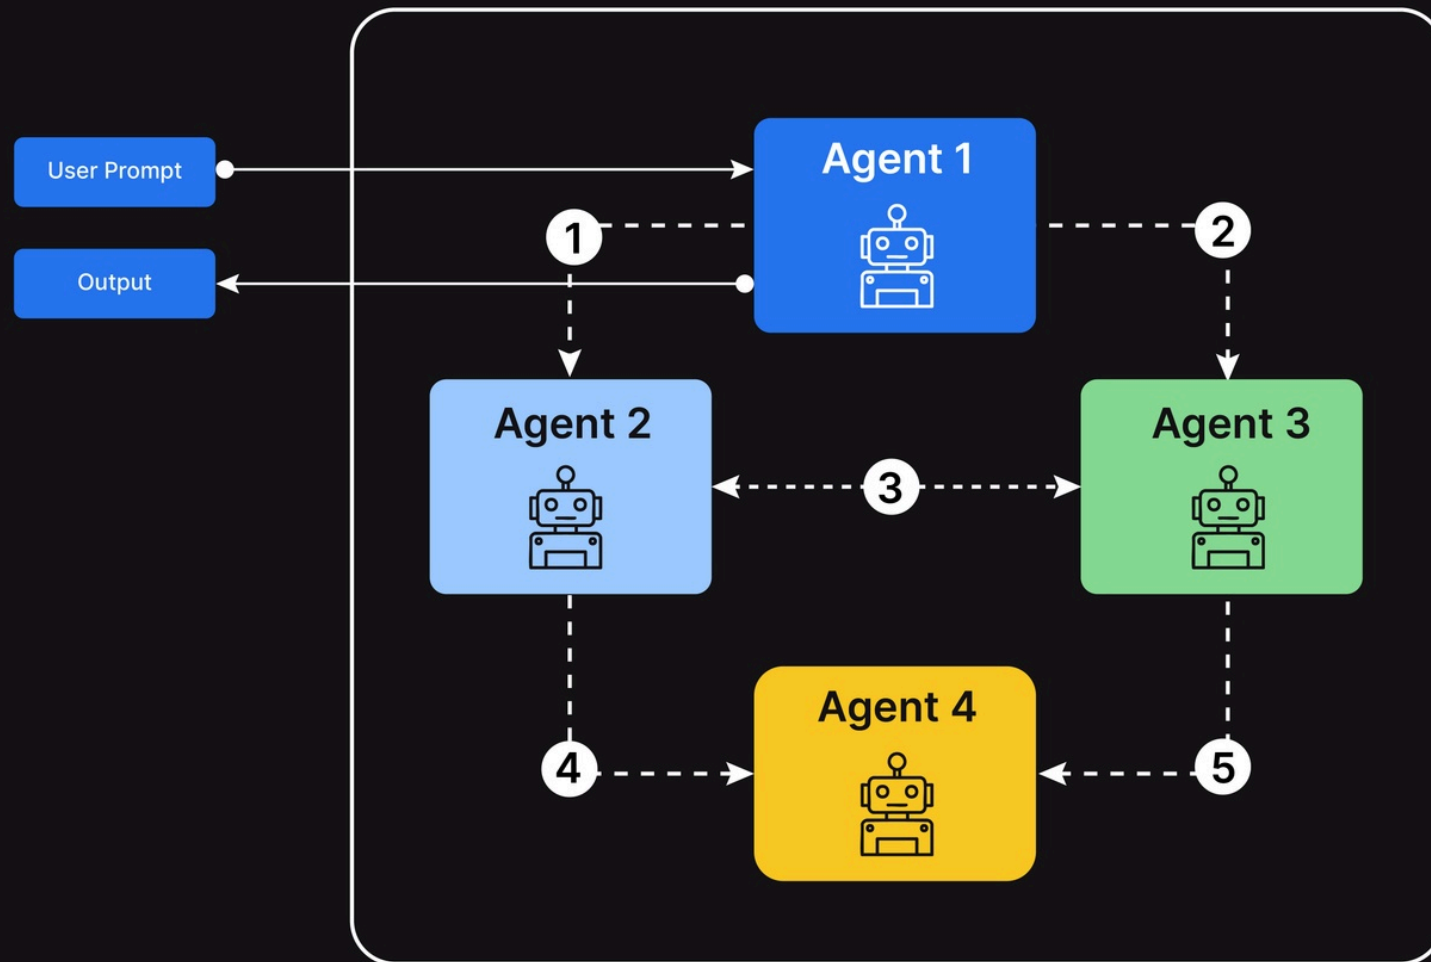 User Prompt
Agent 1
1
2
Output
Agent 2
Agent 3
3
Agent 4
4
5